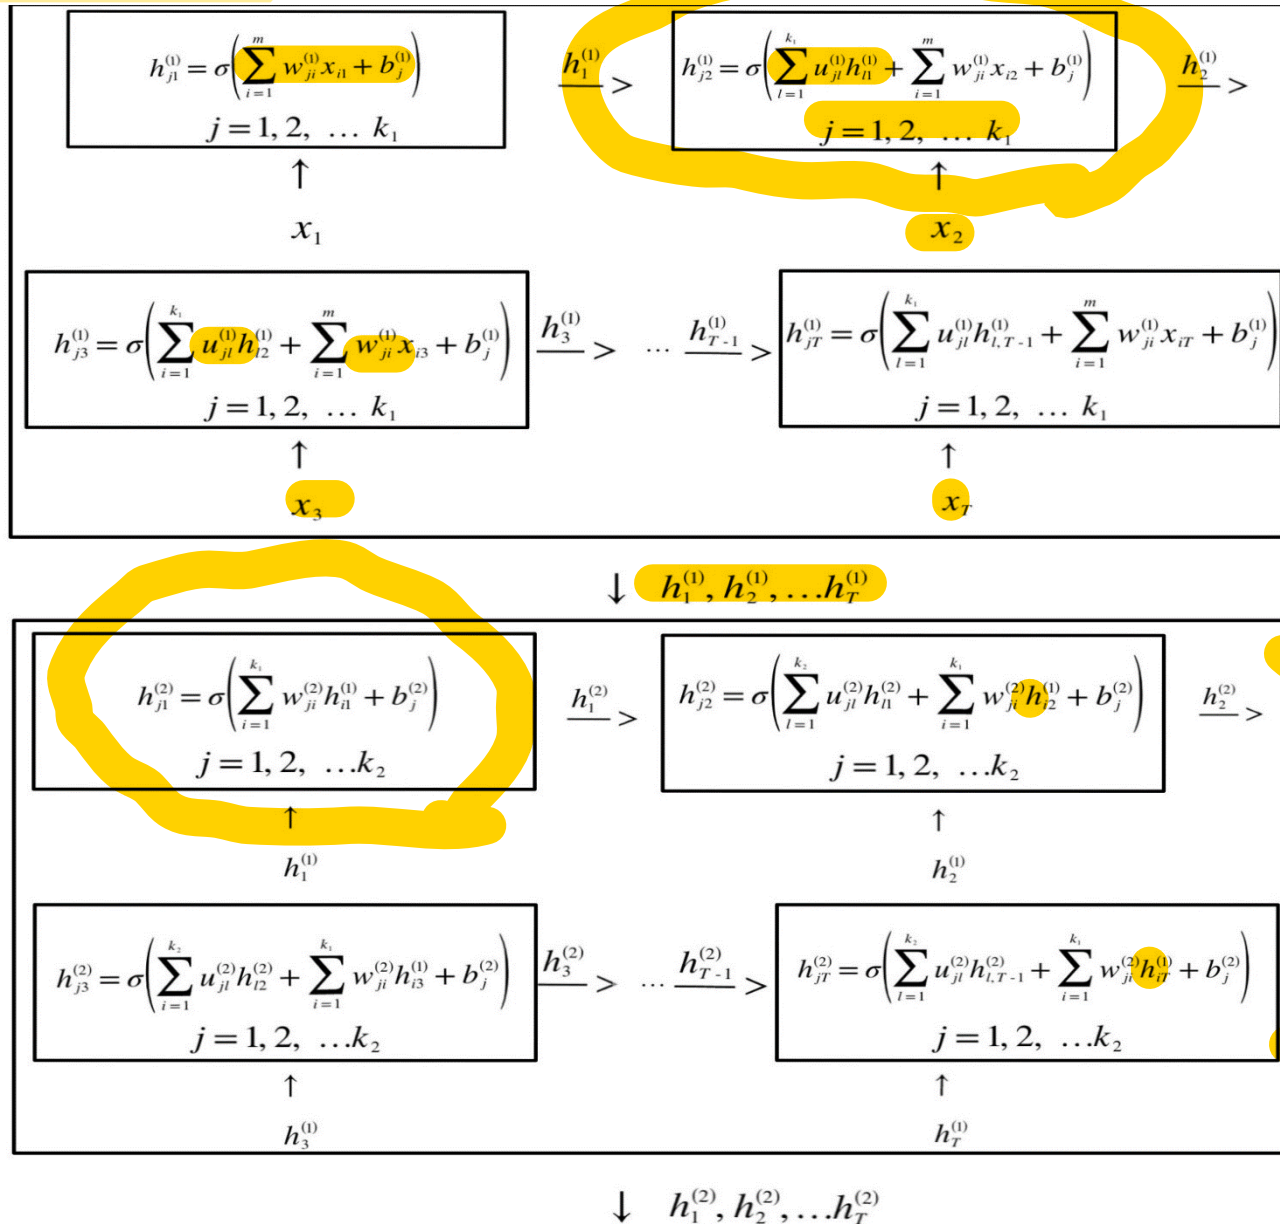 h_{j1}^{(1)} = σ(∑_{i=1}^{m} w_{ji}^{(1)} x_{i1} + b_j^{(1)})
j = 1, 2, … k_1
h_1^{(1)} >
h_{j2}^{(1)} = σ(∑_{l=1}^{k_1} u_{jl}^{(1)} h_{l1}^{(1)} + ∑_{i=1}^{m} w_{ji}^{(1)} x_{i2} + b_j^{(1)})
j = 1, 2, … k_1
h_2^{(1)} >
↑ ↑
x_1 x_2
h_{j3}^{(1)} = σ(∑_{i=1}^{k_1} u_{jl}^{(1)} h_{l2}^{(1)} + ∑_{i=1}^{m} w_{ji}^{(1)} x_{i3} + b_j^{(1)})
j = 1, 2, … k_1
h_3^{(1)} > … h_{T-1}^{(1)} >
h_{jT}^{(1)} = σ(∑_{l=1}^{k_1} u_{jl}^{(1)} h_{l,T-1}^{(1)} + ∑_{i=1}^{m} w_{ji}^{(1)} x_{iT} + b_j^{(1)})
j = 1, 2, … k_1
↑ ↑
x_3 x_T
↓ h_1^{(1)}, h_2^{(1)}, …h_T^{(1)}
h_{j1}^{(2)} = σ(∑_{i=1}^{k_1} w_{ji}^{(2)} h_{i1}^{(1)} + b_j^{(2)})
j = 1, 2, …k_2
h_1^{(2)} >
h_{j2}^{(2)} = σ(∑_{l=1}^{k_2} u_{jl}^{(2)} h_{l1}^{(2)} + ∑_{i=1}^{k_1} w_{ji}^{(2)} h_{i2}^{(1)} + b_j^{(2)})
j = 1, 2, …k_2
h_2^{(2)} >
↑ ↑
h_1^{(1)} h_2^{(1)}
h_{j3}^{(2)} = σ(∑_{i=1}^{k_2} u_{jl}^{(2)} h_{l2}^{(2)} + ∑_{i=1}^{k_1} w_{ji}^{(2)} h_{i3}^{(1)} + b_j^{(2)})
j = 1, 2, …k_2
h_3^{(2)} > … h_{T-1}^{(2)} >
h_{jT}^{(2)} = σ(∑_{l=1}^{k_2} u_{jl}^{(2)} h_{l,T-1}^{(2)} + ∑_{i=1}^{k_1} w_{ji}^{(2)} h_{iT}^{(1)} + b_j^{(2)})
j = 1, 2, …k_2
↑ ↑
h_3^{(1)} h_T^{(1)}
↓ h_1^{(2)}, h_2^{(2)}, …h_T^{(2)}